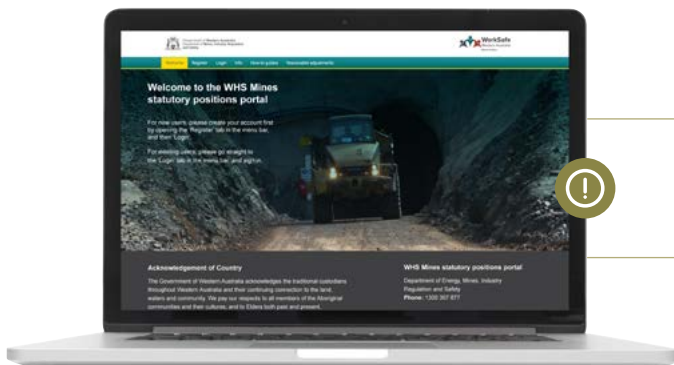 Government of Western Australia
Department of Mines, Industry Regulation
and Safety
WorkSafe
Western Australia
Welcome Register Login Info How-to guides Reasonable adjustments
Welcome to the WHS Mines
statutory positions portal
For new users, please create your account first
by opening the 'Register' tab in the menu bar,
and then 'Login'.
For existing users, please go straight to
the 'Login' tab in the menu bar, and sign in.
Acknowledgement of Country
The Government of Western Australia acknowledges the traditional custodians
throughout Western Australia and their continuing connection to the land,
waters and community. We pay our respects to all members of the Aboriginal
communities and their cultures, and to Elders both past and present.
WHS Mines statutory positions portal
Department of Energy, Mines, Industry
Regulation and Safety
Phone: 1300 307 877